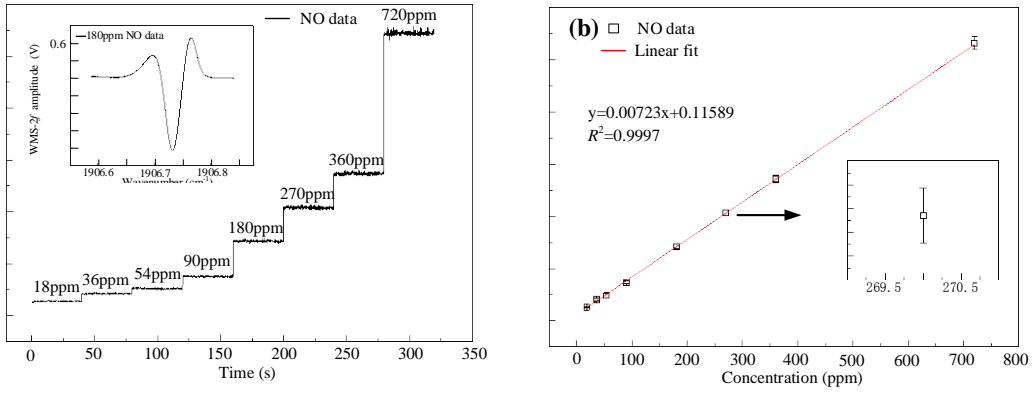 NO data
720ppm
180ppm NO data
0.6
WMS-2f amplitude (V)
1906.6 1906.7 1906.8
Wavenumber (cm-1)
360ppm
270ppm
180ppm
90ppm
54ppm
36ppm
18ppm
0 50 100 150 200 250 300 350
Time (s)
(b)
NO data
Linear fit
y=0.00723x+0.11589
R²=0.9997
269.5 270.5
0 100 200 300 400 500 600 700 800
Concentration (ppm)